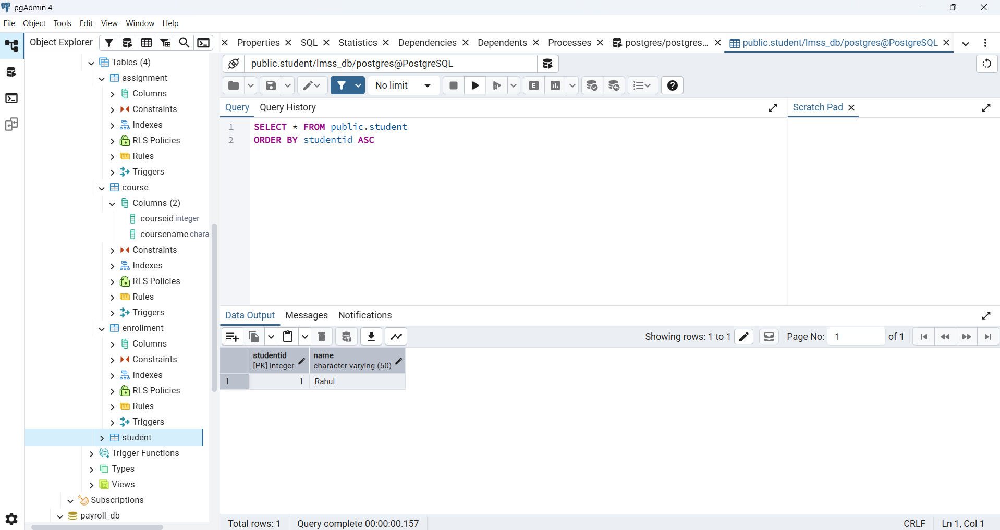 pgAdmin 4
File Object Tools Edit View Window Help
Object Explorer
Properties SQL Statistics Dependencies Dependents Processes postgres/postgres... public.student/lmss_db/postgres@PostgreSQL
public.student/lmss_db/postgres@PostgreSQL
No limit
E
Query Query History
Scratch Pad
1 SELECT * FROM public.student
2 ORDER BY studentid ASC
Tables (4)
assignment
Columns
Constraints
Indexes
RLS Policies
Rules
Triggers
course
Columns (2)
courseid integer
coursename chara
Constraints
Indexes
RLS Policies
Rules
Triggers
enrollment
Columns
Constraints
Indexes
RLS Policies
Rules
Triggers
student
Trigger Functions
Types
Views
Subscriptions
payroll_db
Data Output Messages Notifications
Showing rows: 1 to 1 Page No: 1 of 1
studentid name
[PK] integer character varying (50)
1 1 Rahul
Total rows: 1 Query complete 00:00:00.157 CRLF Ln 1, Col 1